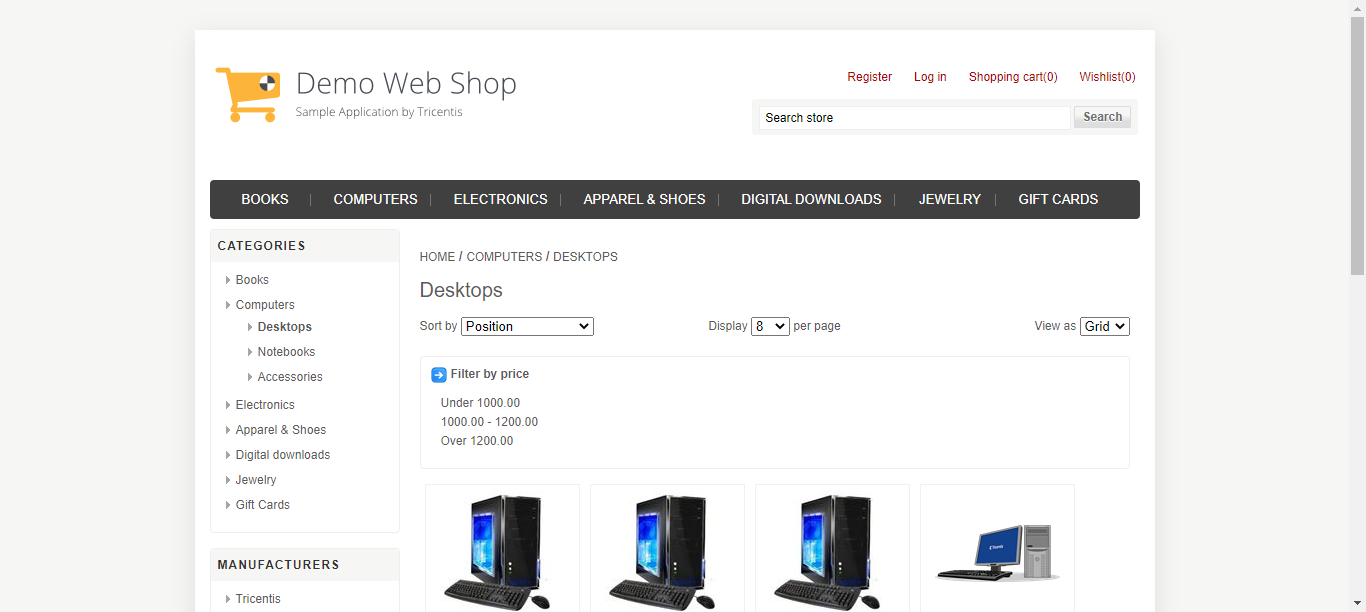 Demo Web Shop
Sample Application by Tricentis
Register Log in Shopping cart(0) Wishlist(0)
Search store Search
BOOKS COMPUTERS ELECTRONICS APPAREL & SHOES DIGITAL DOWNLOADS JEWELRY GIFT CARDS
CATEGORIES
Books
Computers
Desktops
Notebooks
Accessories
Electronics
Apparel & Shoes
Digital downloads
Jewelry
Gift Cards
MANUFACTURERS
Tricentis
HOME / COMPUTERS / DESKTOPS
Desktops
Sort by Position Display 8 per page View as Grid
Filter by price
Under 1000.00
1000.00 - 1200.00
Over 1200.00